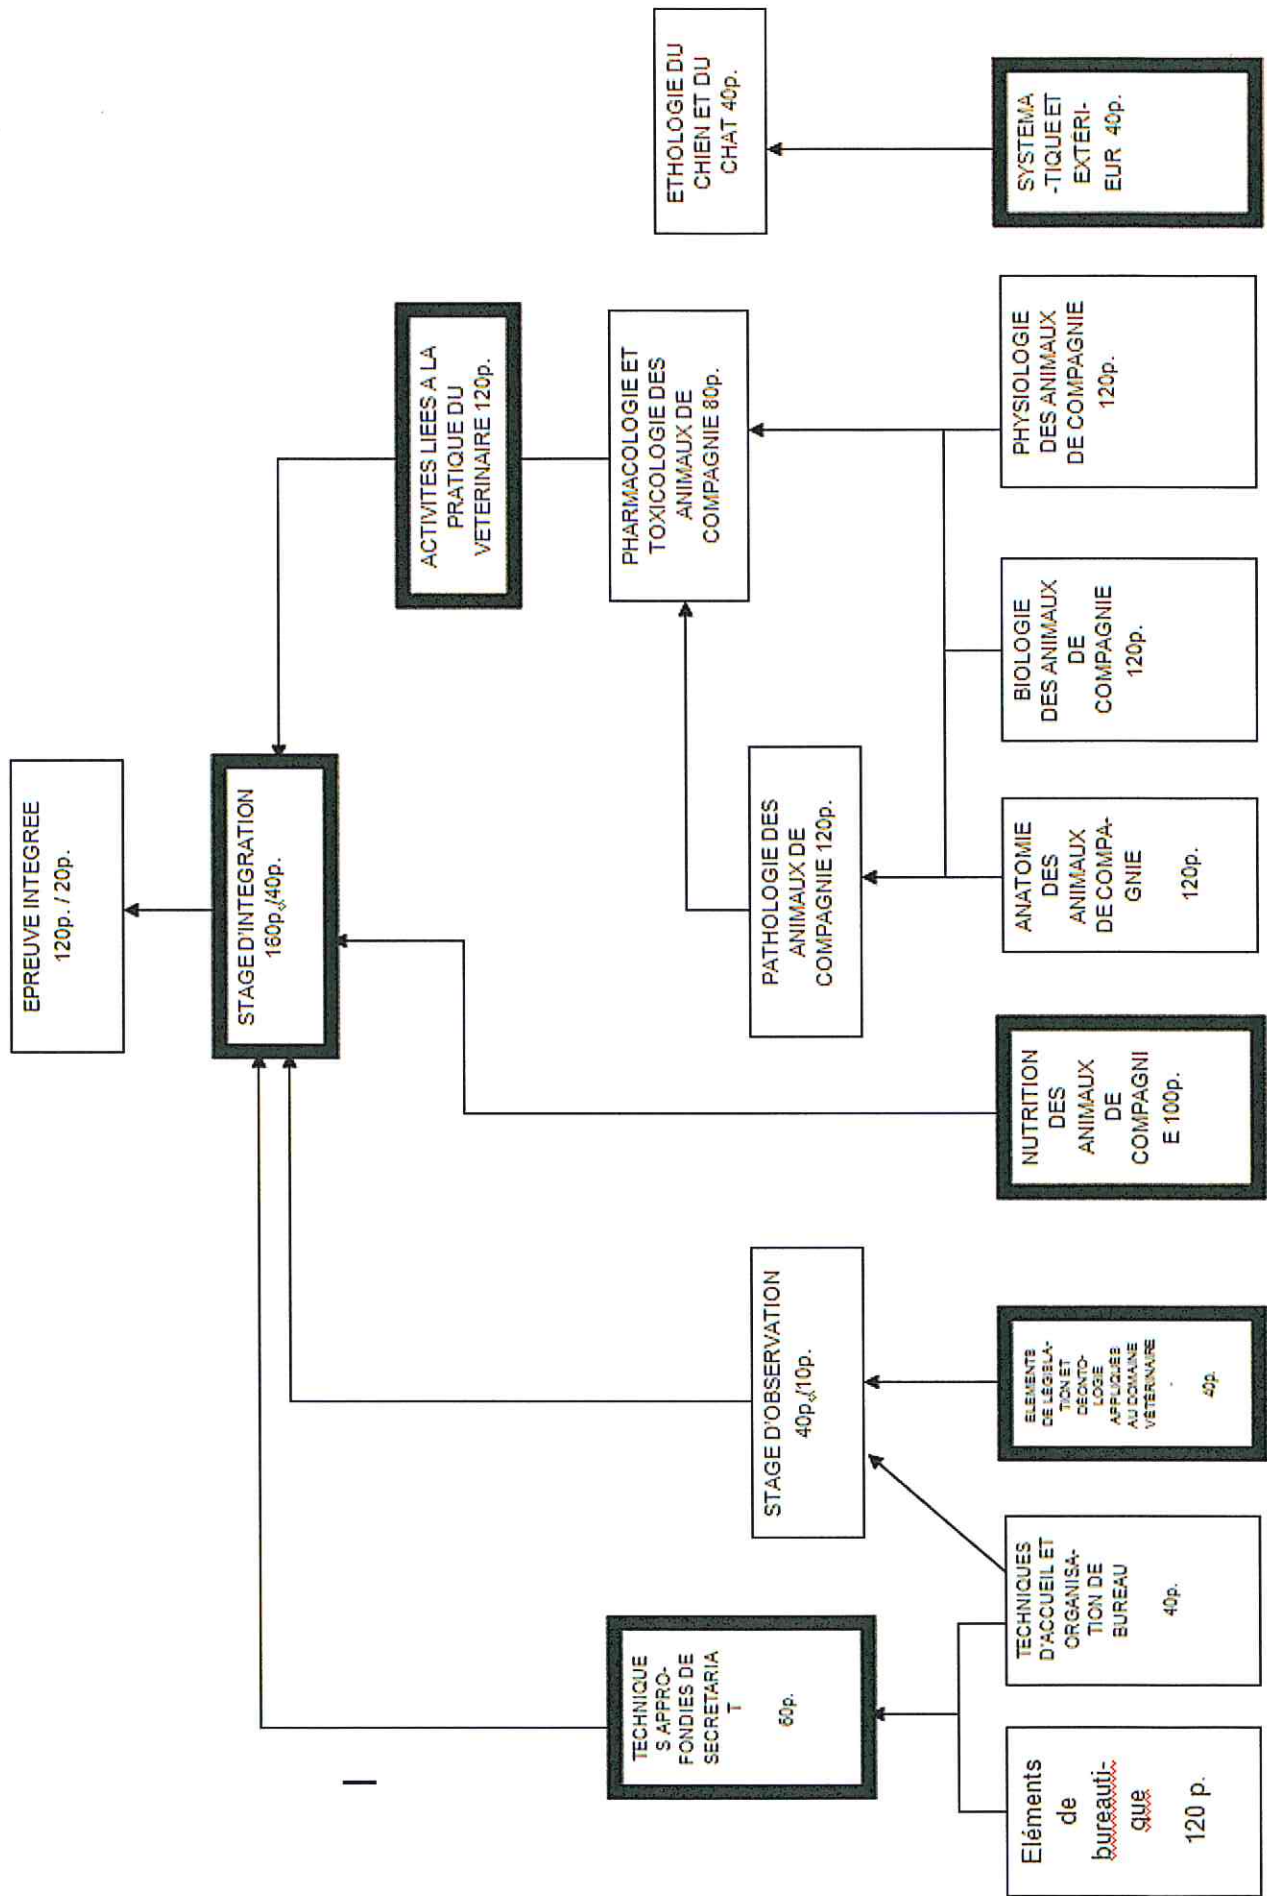 EPREUVE INTEGREE
120p. / 20p.
STAGE D'INTEGRATION
160p./40p.
ACTIVITES LIEES A LA
PRATIQUE DU
VETERINAIRE 120p.
TECHNIQUE
S APPRO-
FONDIES DE
SECRETARIA
T
60p.
PHARMACOLOGIE ET
TOXICOLOGIE DES
ANIMAUX DE
COMPAGNIE 80p.
ETHOLOGIE DU
CHIEN ET DU
CHAT 40p.
STAGE D'OBSERVATION
40p./10p.
PATHOLOGIE DES
ANIMAUX DE
COMPAGNIE 120p.
Eléments
de
bureauti-
que
120 p.
TECHNIQUES
D'ACCUEIL ET
ORGANISA-
TION DE
BUREAU
40p.
ELEMENTS
DE LÉGISLA-
TION ET
DÉONTO-
LOGIE
APPLIQUÉS
AU DOMAINE
VÉTÉRINAIRE
40p.
NUTRITION
DES
ANIMAUX
DE
COMPAGNI
E 100p.
ANATOMIE
DES
ANIMAUX
DE COMPA-
GNIE
120p.
BIOLOGIE
DES ANIMAUX
DE
COMPAGNIE
120p.
PHYSIOLOGIE
DES ANIMAUX
DE COMPAGNIE
120p.
SYSTEMA
-TIQUE ET
EXTÉRI-
EUR 40p.